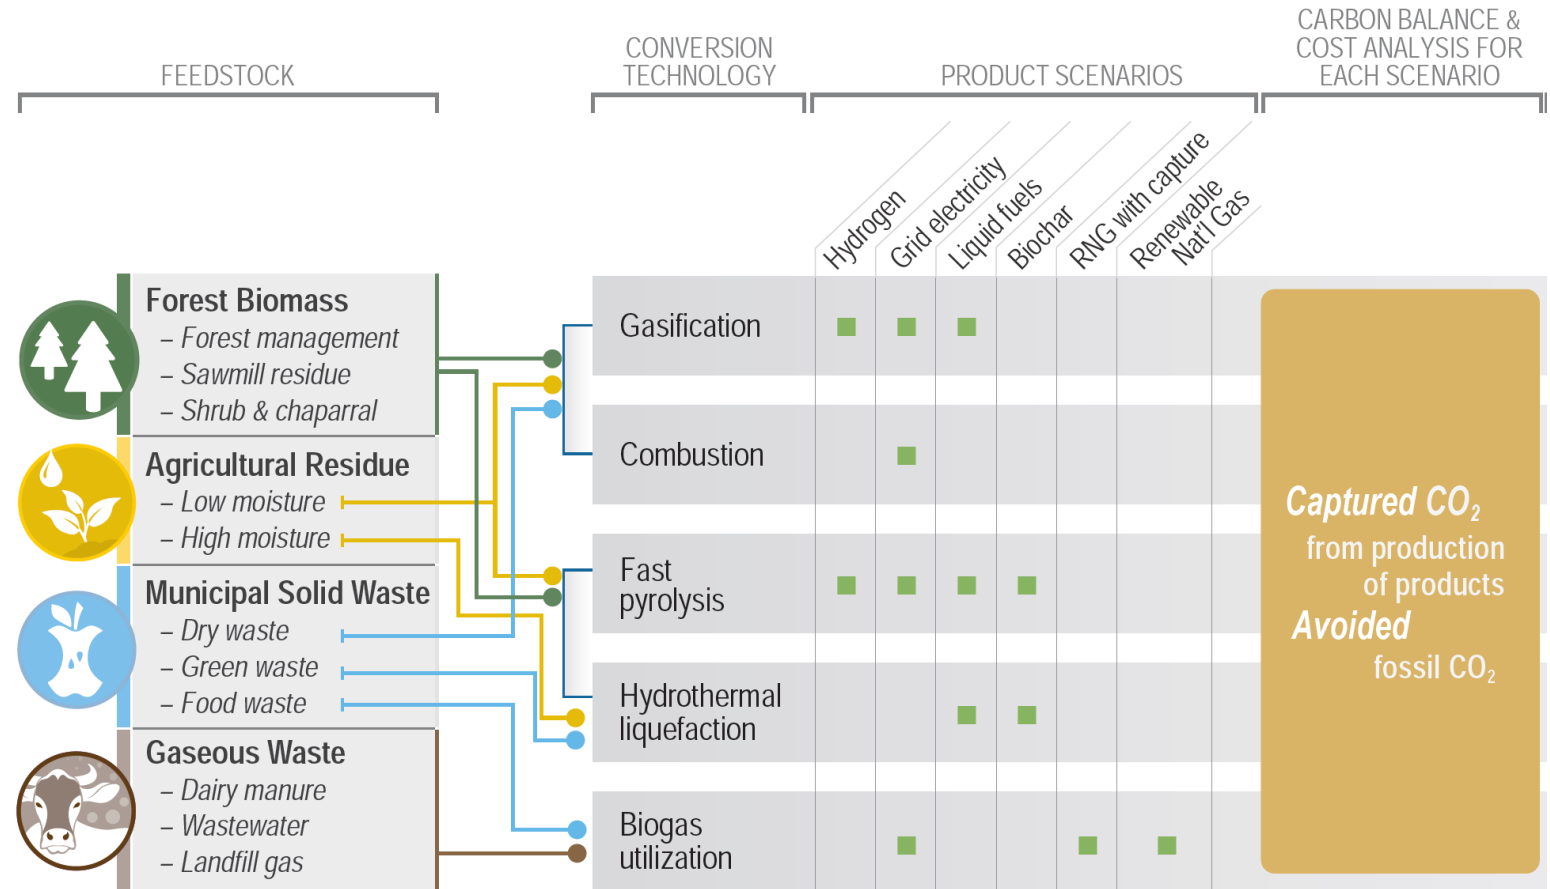 FEEDSTOCK
CONVERSION
TECHNOLOGY
PRODUCT SCENARIOS
CARBON BALANCE &
COST ANALYSIS FOR
EACH SCENARIO
Hydrogen
Grid electricity
Liquid fuels
Biochar
RNG with capture
Renewable
Nat'l Gas
Forest Biomass
– Forest management
– Sawmill residue
– Shrub & chaparral
Agricultural Residue
– Low moisture
– High moisture
Municipal Solid Waste
– Dry waste
– Green waste
– Food waste
Gaseous Waste
– Dairy manure
– Wastewater
– Landfill gas
Gasification
Combustion
Fast
pyrolysis
Hydrothermal
liquefaction
Biogas
utilization
Captured CO₂
from production
of products
Avoided
fossil CO₂